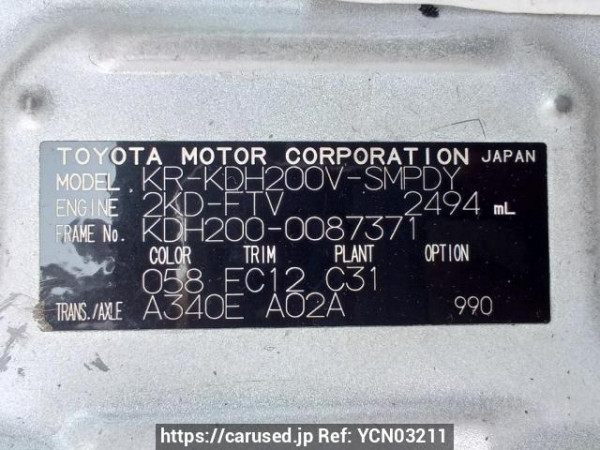 TOYOTA MOTOR CORPORATION JAPAN
MODEL KR-KDH200V-SMPDY
ENGINE 2KD-FTV 2494 mL
FRAME No. KDH200-0087371
COLOR TRIM PLANT OPTION
058 FC12 C31
TRANS./AXLE A340E A02A 990
https://carused.jp Ref: YCN03211